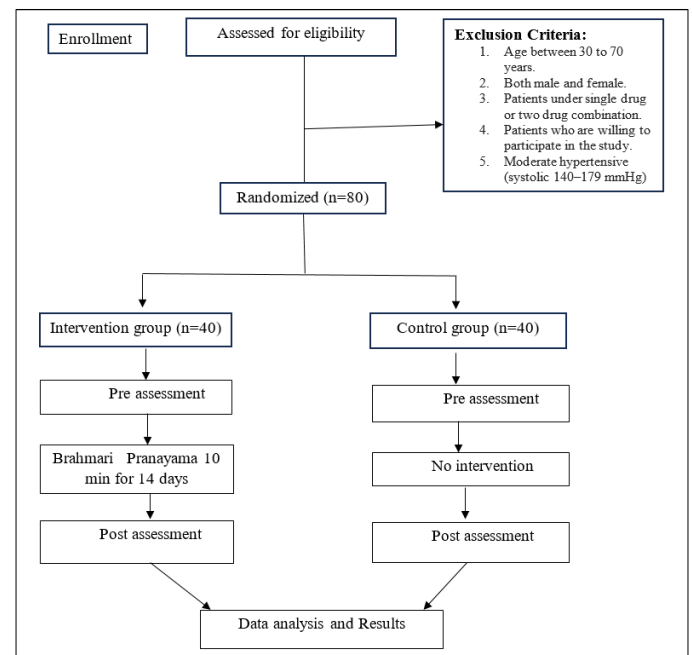 Enrollment
Assessed for eligibility
Exclusion Criteria:
1. Age between 30 to 70
years.
2. Both male and female.
3. Patients under single drug
or two drug combination.
4. Patients who are willing to
participate in the study.
5. Moderate hypertensive
(systolic 140–179 mmHg)
Randomized (n=80)
Intervention group (n=40)
Control group (n=40)
Pre assessment
Pre assessment
Brahmari Pranayama 10
min for 14 days
No intervention
Post assessment
Post assessment
Data analysis and Results